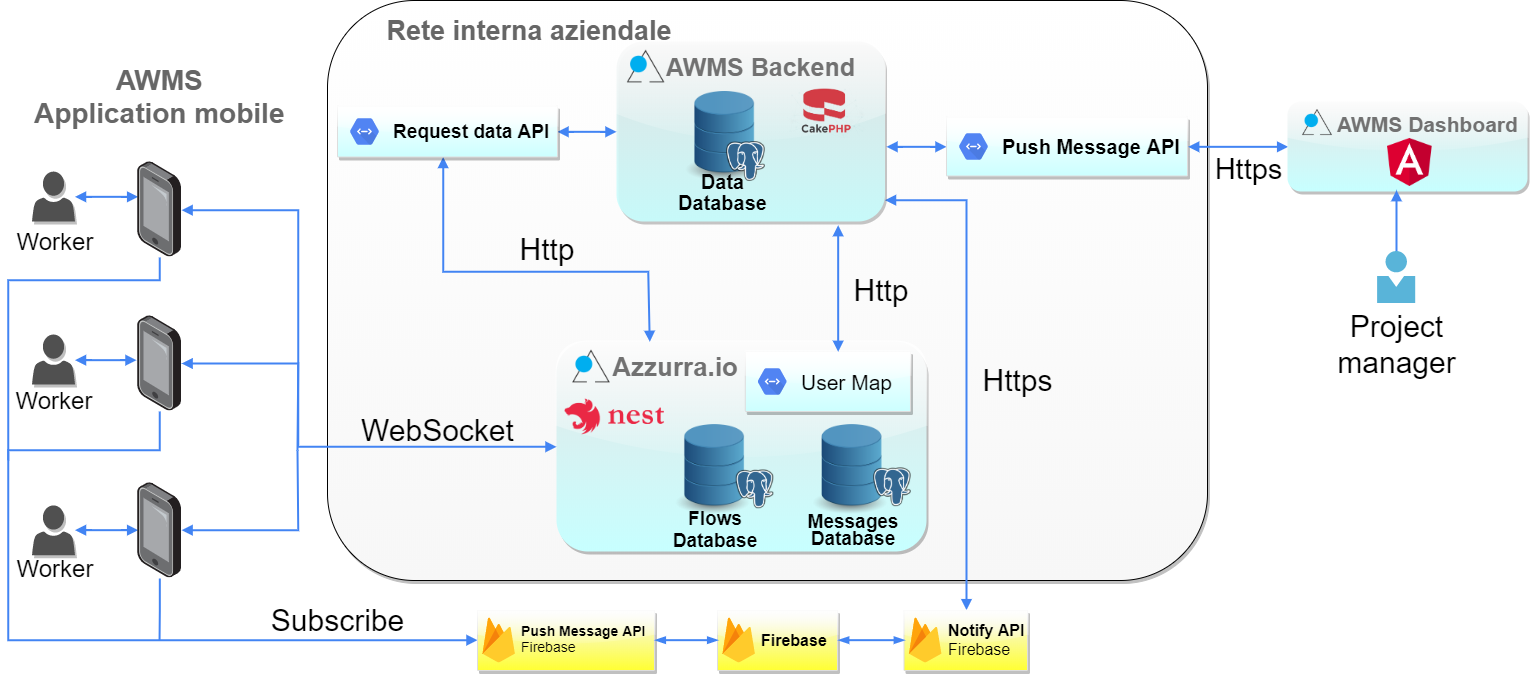 Rete interna aziendale
AWMS
Application mobile
AWMS Backend
CakePHP
Data
Database
Request data API
Push Message API
AWMS Dashboard
Https
Worker
Http
Http
Project
manager
Azzurra.io
User Map
nest
Https
Worker
WebSocket
Flows
Database
Messages
Database
Worker
Subscribe
Push Message API
Firebase
Firebase
Notify API
Firebase